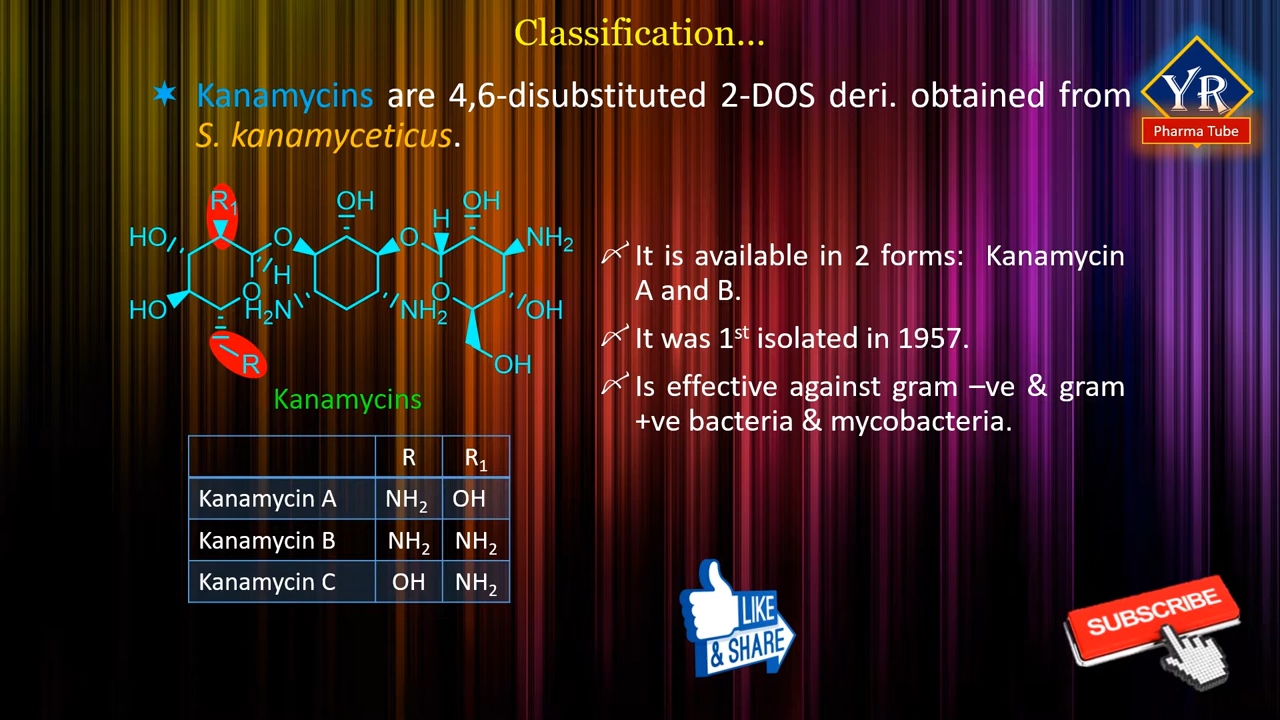 Classification...
YR
Pharma Tube
Kanamycins are 4,6-disubstituted 2-DOS deri. obtained from
S. kanamyceticus.
R₁ OH OH
HO O O H NH₂
H
HO O H₂N NH₂ O OH
R OH
Kanamycins
R R₁
Kanamycin A NH₂ OH
Kanamycin B NH₂ NH₂
Kanamycin C OH NH₂
It is available in 2 forms: Kanamycin
A and B.
It was 1st isolated in 1957.
Is effective against gram –ve & gram
+ve bacteria & mycobacteria.
LIKE
& SHARE
SUBSCRIBE